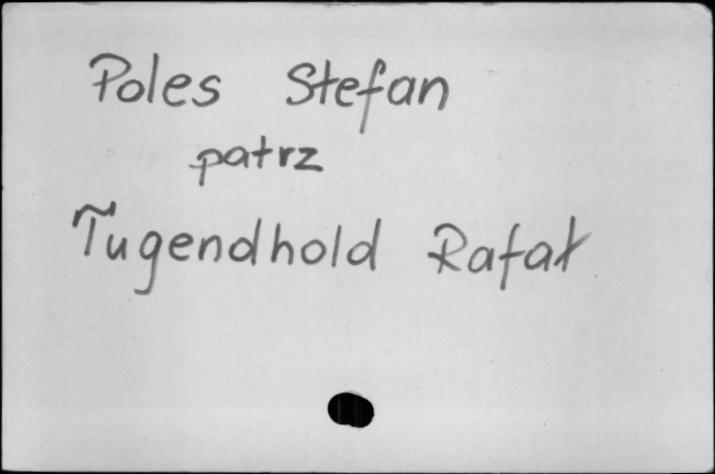 Poles Stefan
patrz
Tugendhold Rafał